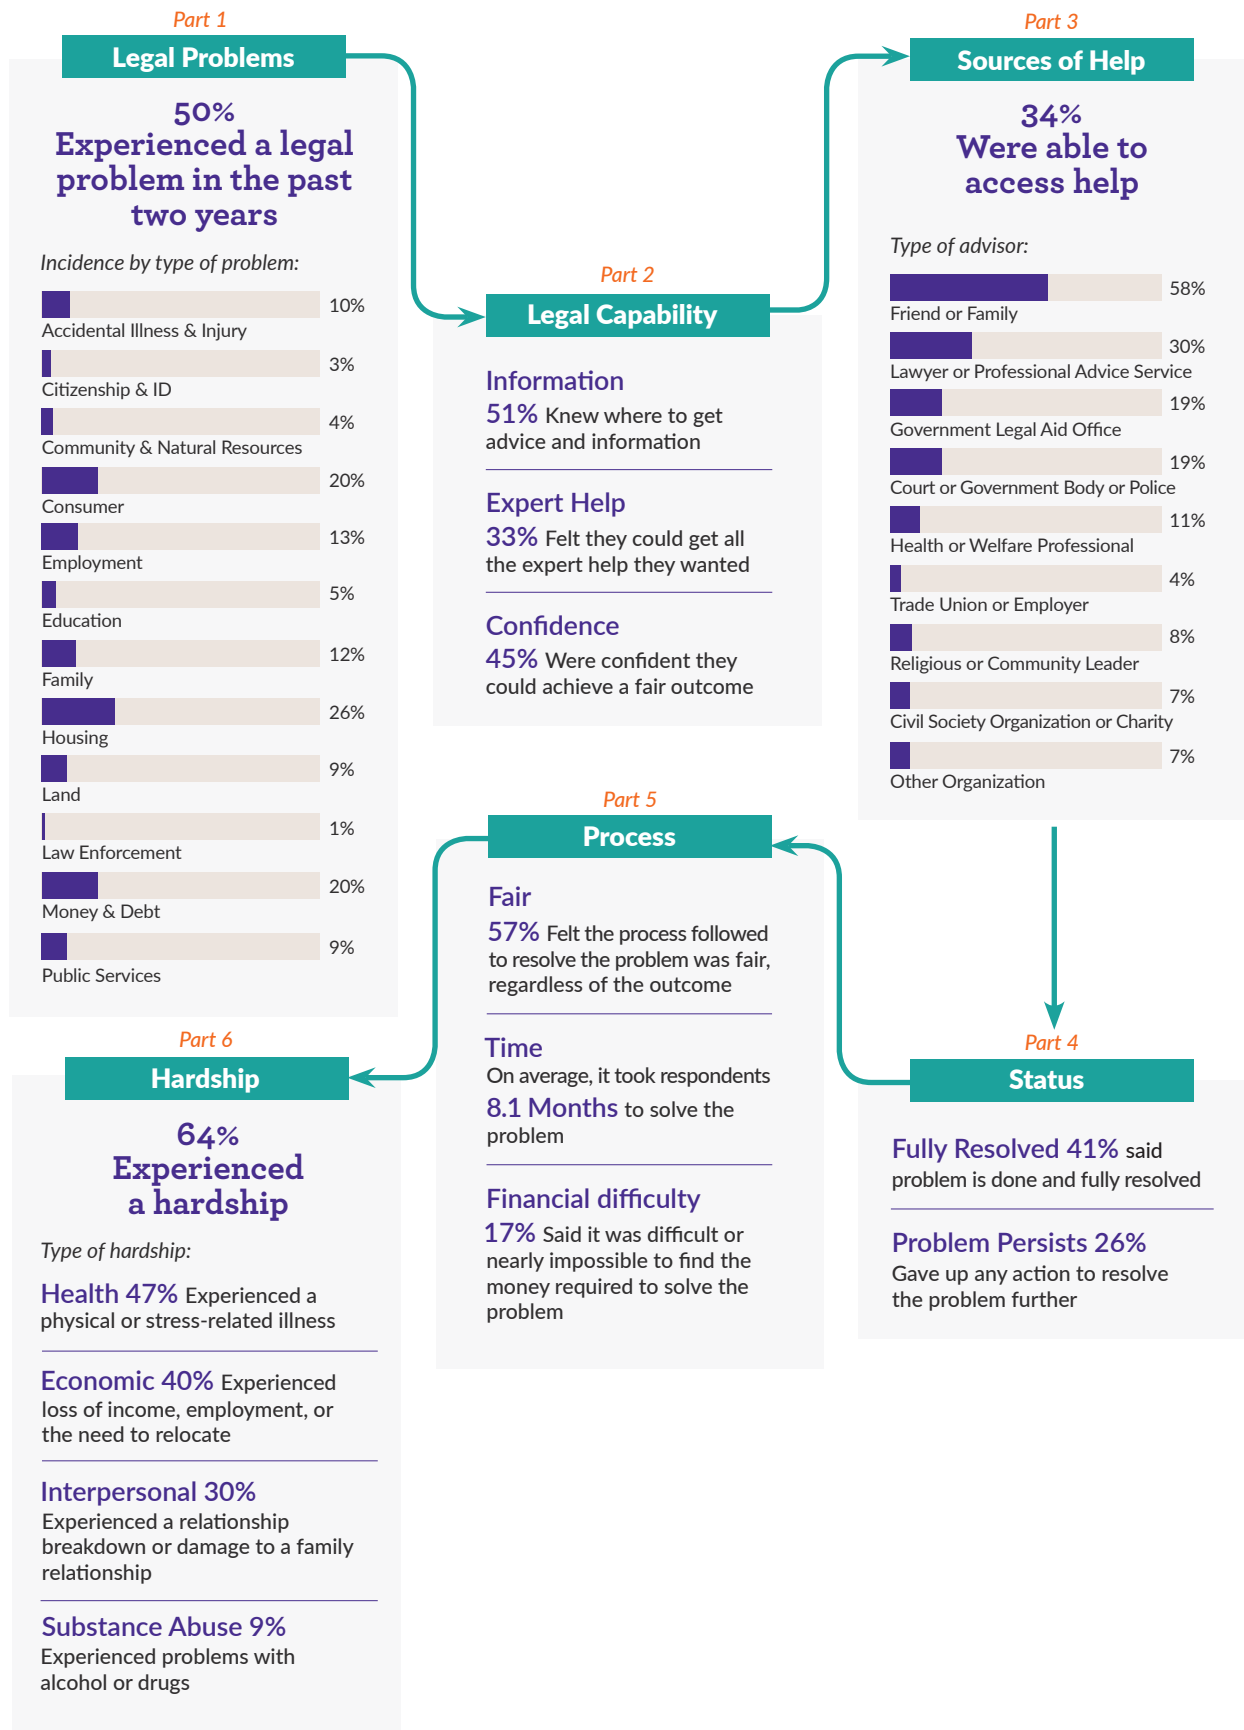 Part 1
Legal Problems
50%
Experienced a legal
problem in the past
two years
Incidence by type of problem:
10%
Accidental Illness & Injury
3%
Citizenship & ID
4%
Community & Natural Resources
20%
Consumer
13%
Employment
5%
Education
12%
Family
26%
Housing
9%
Land
1%
Law Enforcement
20%
Money & Debt
9%
Public Services
Part 2
Legal Capability
Information
51% Knew where to get
advice and information
Expert Help
33% Felt they could get all
the expert help they wanted
Confidence
45% Were confident they
could achieve a fair outcome
Part 3
Sources of Help
34%
Were able to
access help
Type of advisor:
58%
Friend or Family
30%
Lawyer or Professional Advice Service
19%
Government Legal Aid Office
19%
Court or Government Body or Police
11%
Health or Welfare Professional
4%
Trade Union or Employer
8%
Religious or Community Leader
7%
Civil Society Organization or Charity
7%
Other Organization
Part 4
Status
Fully Resolved 41% said
problem is done and fully resolved
Problem Persists 26%
Gave up any action to resolve
the problem further
Part 5
Process
Fair
57% Felt the process followed
to resolve the problem was fair,
regardless of the outcome
Time
On average, it took respondents
8.1 Months to solve the
problem
Financial difficulty
17% Said it was difficult or
nearly impossible to find the
money required to solve the
problem
Part 6
Hardship
64%
Experienced
a hardship
Type of hardship:
Health 47% Experienced a
physical or stress-related illness
Economic 40% Experienced
loss of income, employment, or
the need to relocate
Interpersonal 30%
Experienced a relationship
breakdown or damage to a family
relationship
Substance Abuse 9%
Experienced problems with
alcohol or drugs